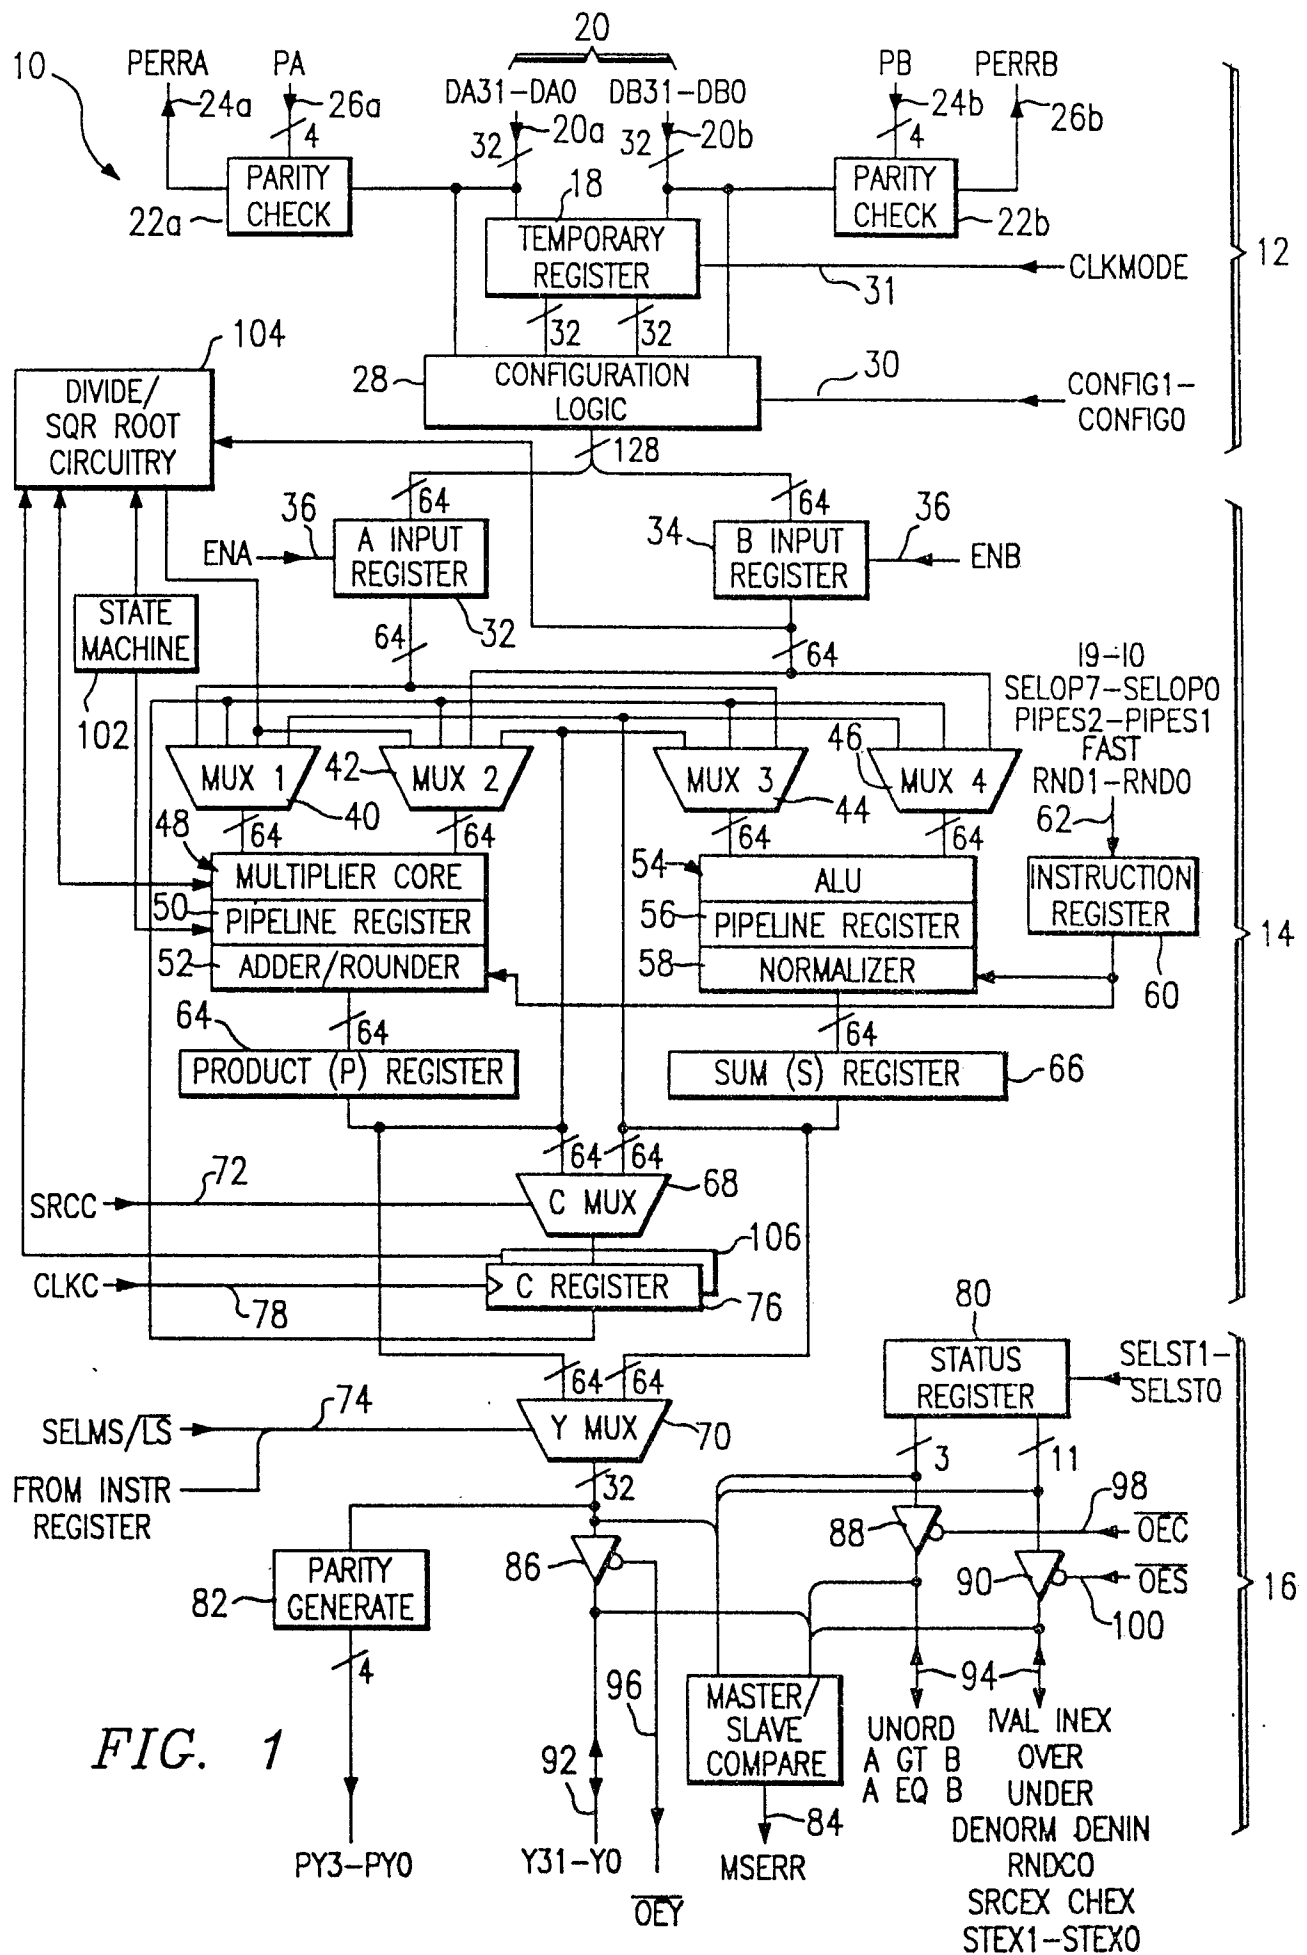 20
10
PERRA
PA
DA31-DA0
DB31-DB0
PB
PERRB
24a
26a
20a
20b
24b
26b
4
32
32
4
PARITY
CHECK
22a
18
PARITY
CHECK
22b
TEMPORARY
REGISTER
CLKMODE
31
12
32
32
104
DIVIDE/
SQR ROOT
CIRCUITRY
28
CONFIGURATION
LOGIC
30
CONFIG1-
CONFIG0
128
64
64
36
ENA
A INPUT
REGISTER
32
34
B INPUT
REGISTER
36
ENB
STATE
MACHINE
102
64
64
I9-I0
SELOP7-SELOP0
PIPES2-PIPES1
FAST
RND1-RND0
62
MUX 1
40
42
MUX 2
MUX 3
44
46
MUX 4
64
64
64
64
48
MULTIPLIER CORE
50
PIPELINE REGISTER
52
ADDER/ROUNDER
54
ALU
56
PIPELINE REGISTER
58
NORMALIZER
INSTRUCTION
REGISTER
60
14
64
64
64
PRODUCT (P) REGISTER
SUM (S) REGISTER
66
64
64
SRCC
72
C MUX
68
106
CLKC
78
C REGISTER
76
80
STATUS
REGISTER
SELST1-
SELST0
64
64
SELMS/L̅S̅
74
Y MUX
70
FROM INSTR
REGISTER
32
3
11
98
O̅E̅C̅
88
86
90
O̅E̅S̅
100
16
82
PARITY
GENERATE
4
96
94
MASTER/
SLAVE
COMPARE
84
MSERR
92
FIG. 1
PY3-PY0
Y31-Y0
O̅E̅Y̅
UNORD
A GT B
A EQ B
IVAL INEX
OVER
UNDER
DENORM DENIN
RNDCO
SRCEX CHEX
STEX1-STEX0